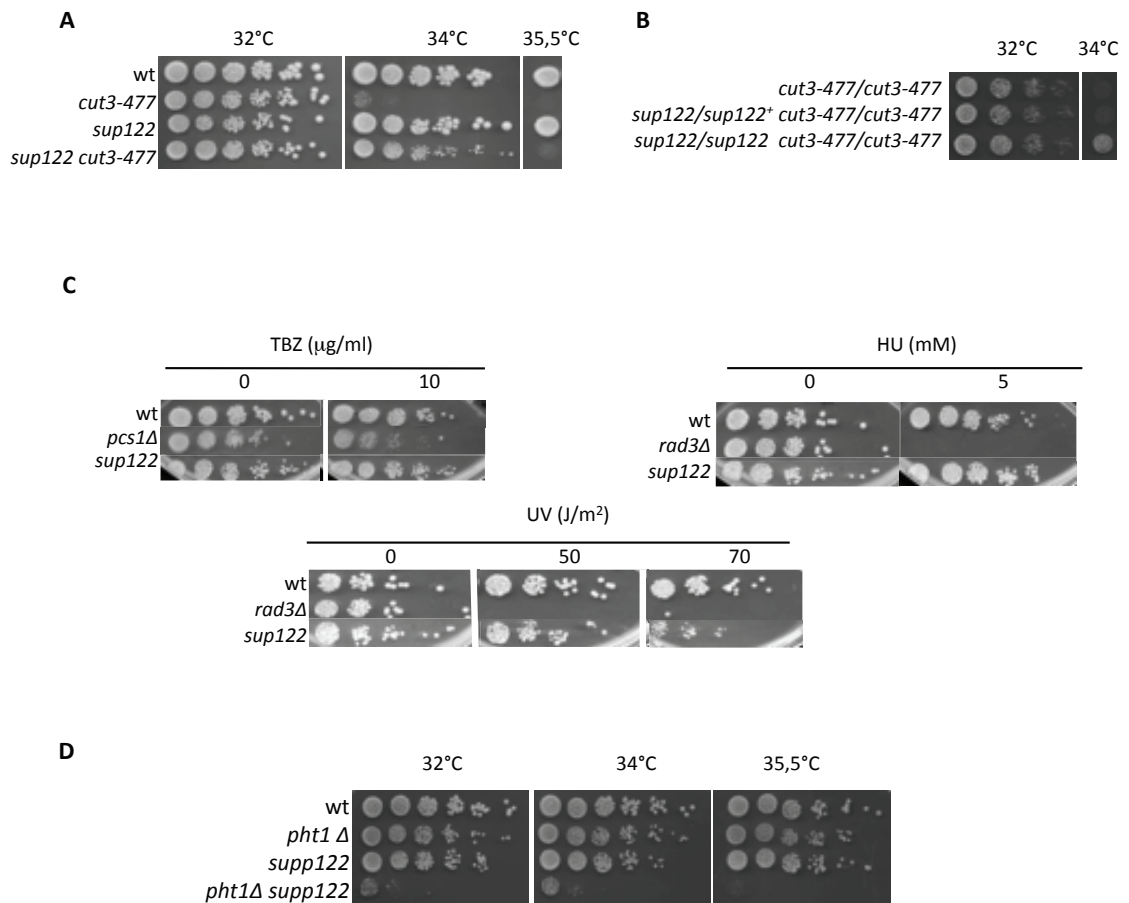 A
32°C 34°C 35,5°C
wt
cut3-477
sup122
sup122 cut3-477
B
32°C 34°C
cut3-477/cut3-477
sup122/sup122⁺ cut3-477/cut3-477
sup122/sup122 cut3-477/cut3-477
C
TBZ (μg/ml)
0 10
wt
pcs1Δ
sup122
HU (mM)
0 5
wt
rad3Δ
sup122
UV (J/m²)
0 50 70
wt
rad3Δ
sup122
D
32°C 34°C 35,5°C
wt
pht1 Δ
supp122
pht1Δ supp122